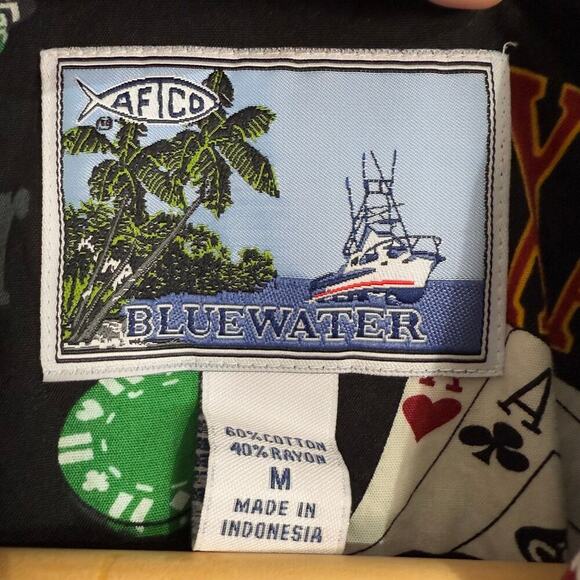 AFTCO
BLUEWATER
60% COTTON
40% RAYON
M
MADE IN
INDONESIA
A
A